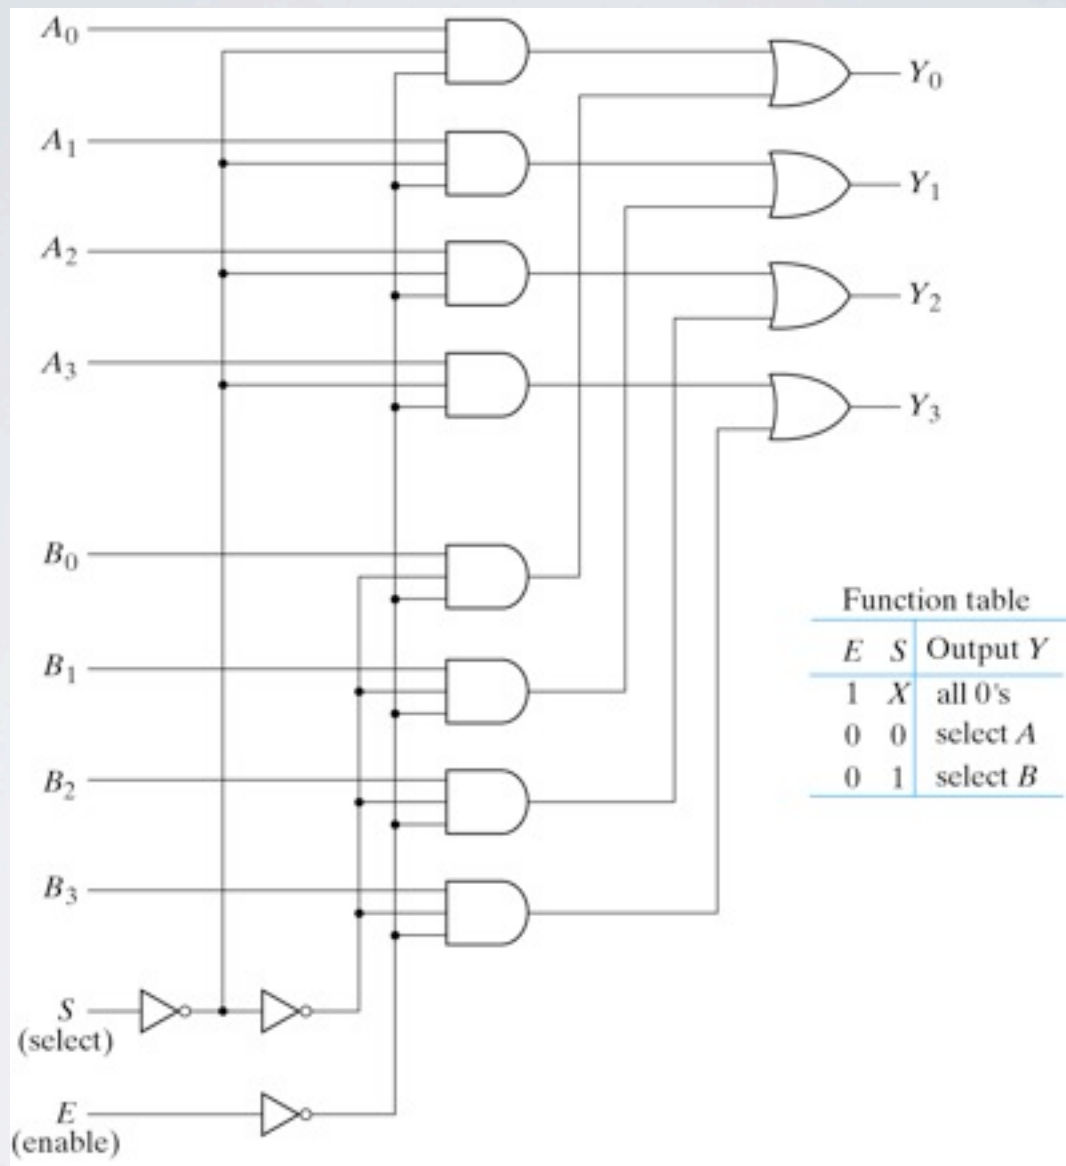 A0
Y0
A1
Y1
A2
Y2
A3
Y3
B0
B1
B2
B3
S
(select)
E
(enable)
Function table
E S Output Y
1 X all 0's
0 0 select A
0 1 select B